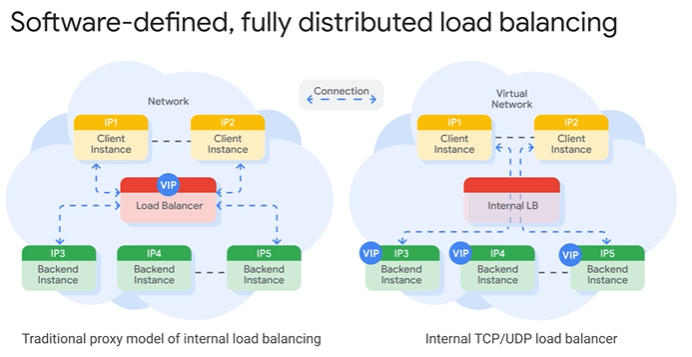 Software-defined, fully distributed load balancing
Connection
Network
IP1
Client
Instance
IP2
Client
Instance
VIP
Load Balancer
IP3
Backend
Instance
IP4
Backend
Instance
IP5
Backend
Instance
Traditional proxy model of internal load balancing
Virtual
Network
IP1
Client
Instance
IP2
Client
Instance
Internal LB
VIP
IP3
Backend
Instance
VIP
IP4
Backend
Instance
VIP
IP5
Backend
Instance
Internal TCP/UDP load balancer